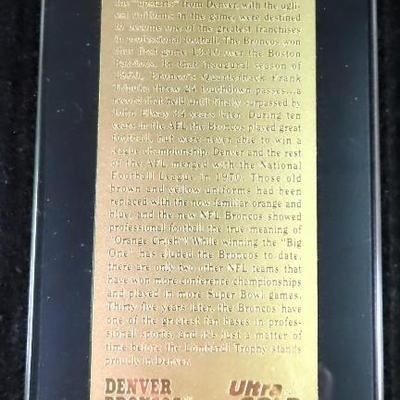 the "upstarts" from Denver, with the ugli-
est uniforms in the game, were destined
to become one of the greatest franchises
in professional football. The Broncos won
that first game 13-10 over the Boston
Patriots. In that inaugural season of
1960, Bronco's Quarterback Frank
Tripuka threw 24 touchdown passes...a
record that held until finally surpassed by
John Elway 33 years later. During ten
years in the AFL, the Broncos played great
football, but were never able to win a
league championship. Denver and the rest
of the AFL merged with the National
Football League in 1970. Those old
brown and yellow uniforms had been
replaced with the now familiar orange and
blue, and the new NFL Broncos showed
professional football the true meaning of
"Orange Crush"! While winning the "Big
One" has eluded the Broncos to date,
there are only two other NFL teams that
have won more conference championships
and played in more Super Bowl games.
Thirty five years later, the Broncos have
one of the greatest fan bases in profes-
sional sports, and it's just a matter of
time before the Lombardi Trophy stands
proudly in Denver.
DENVER Ultra
BRONCOS GOLD